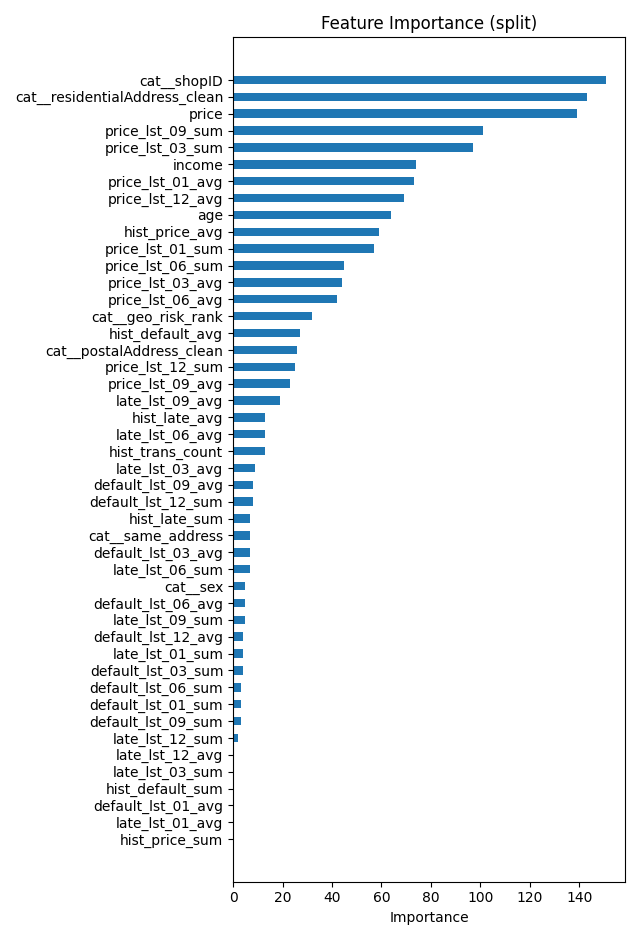 Feature Importance (split)
cat__shopID
cat__residentialAddress_clean
price
price_lst_09_sum
price_lst_03_sum
income
price_lst_01_avg
price_lst_12_avg
age
hist_price_avg
price_lst_01_sum
price_lst_06_sum
price_lst_03_avg
price_lst_06_avg
cat__geo_risk_rank
hist_default_avg
cat__postalAddress_clean
price_lst_12_sum
price_lst_09_avg
late_lst_09_avg
hist_late_avg
late_lst_06_avg
hist_trans_count
late_lst_03_avg
default_lst_09_avg
default_lst_12_sum
hist_late_sum
cat__same_address
default_lst_03_avg
late_lst_06_sum
cat__sex
default_lst_06_avg
late_lst_09_sum
default_lst_12_avg
late_lst_01_sum
default_lst_03_sum
default_lst_06_sum
default_lst_01_sum
default_lst_09_sum
late_lst_12_sum
late_lst_12_avg
late_lst_03_sum
hist_default_sum
default_lst_01_avg
late_lst_01_avg
hist_price_sum
0 20 40 60 80 100 120 140
Importance